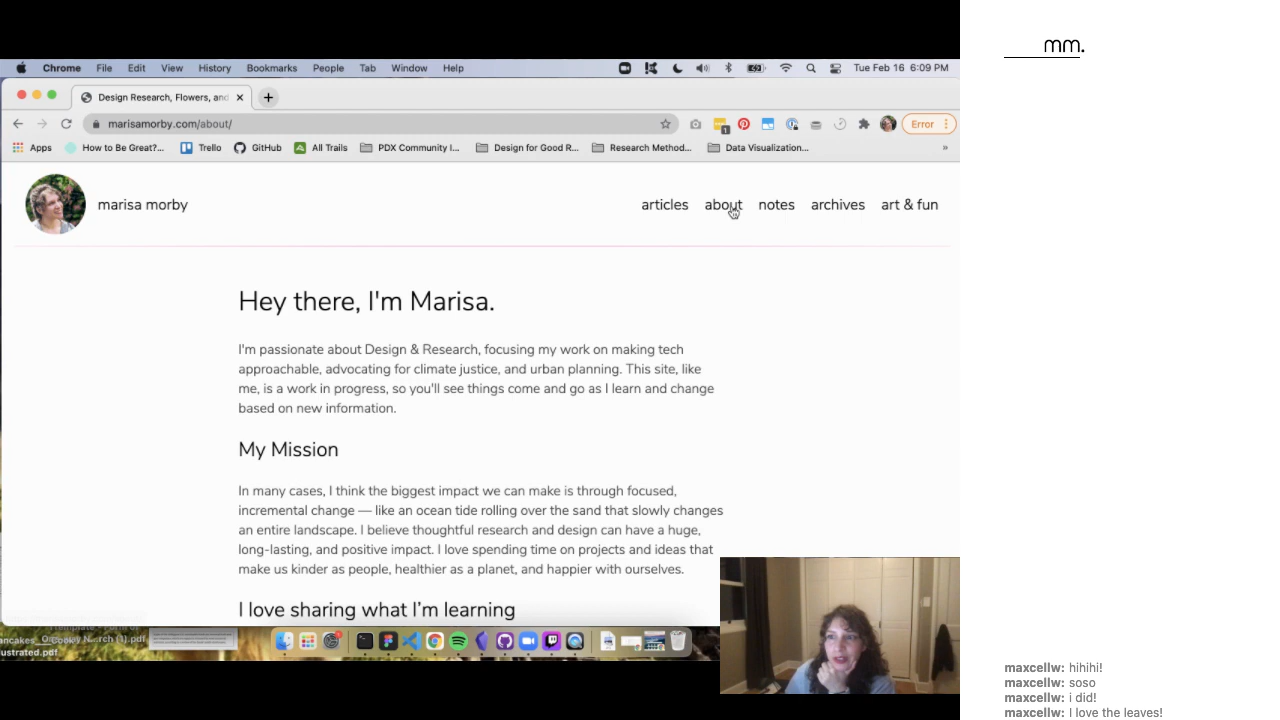 mm.
Chrome File Edit View History Bookmarks People Tab Window Help Tue Feb 16 6:09 PM
Design Research, Flowers, and
marisamorby.com/about/ 1 Error
Apps How to Be Great?... Trello GitHub All Trails PDX Community I... Design for Good R... Research Method... Data Visualization... »
marisa morby articles about notes archives art & fun
Hey there, I'm Marisa.
I'm passionate about Design & Research, focusing my work on making tech
approachable, advocating for climate justice, and urban planning. This site, like
me, is a work in progress, so you'll see things come and go as I learn and change
based on new information.
My Mission
In many cases, I think the biggest impact we can make is through focused,
incremental change — like an ocean tide rolling over the sand that slowly changes
an entire landscape. I believe thoughtful research and design can have a huge,
long-lasting, and positive impact. I love spending time on projects and ideas that
make us kinder as people, healthier as a planet, and happier with ourselves.
I love sharing what I'm learning
ustrated.pdf
maxcellw: hihihi!
maxcellw: soso
maxcellw: i did!
maxcellw: I love the leaves!